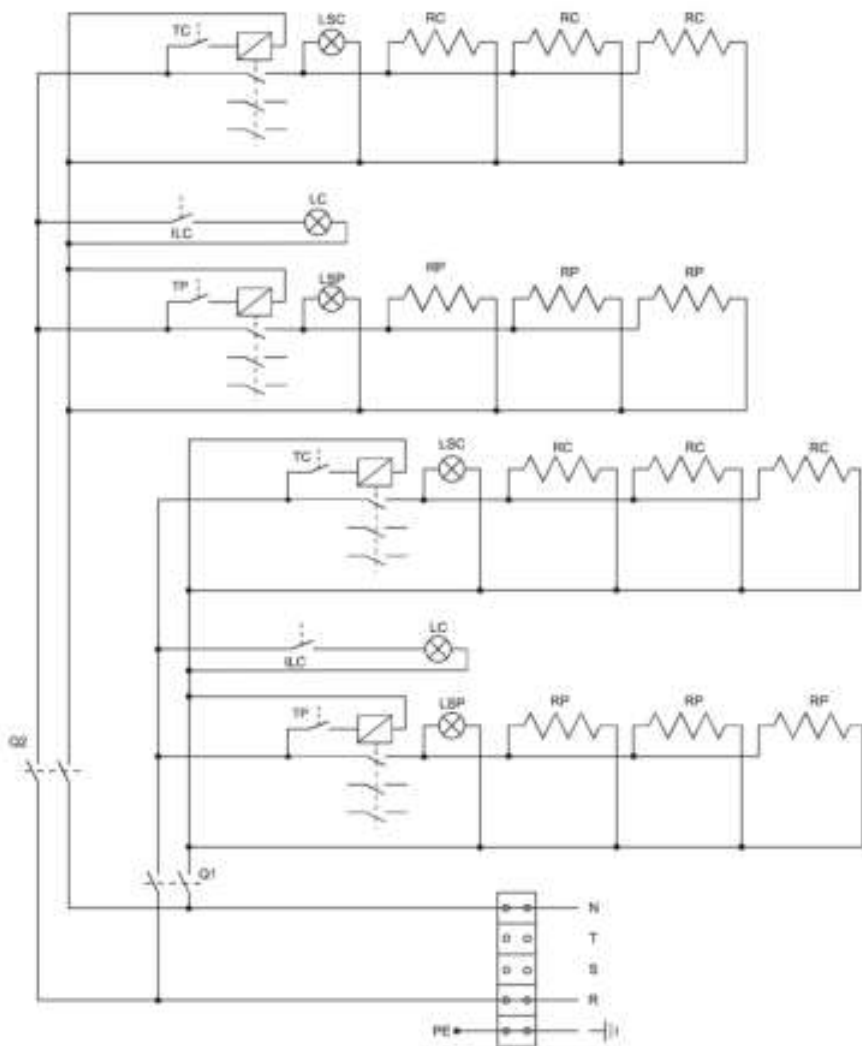 TC LSC RC RC RC
LC
ILC
TP LSP RP RP RP
TC LSC RC RC RC
LC
ILC
TP LSP RP RP RP
Q2
Q1
N
T
S
R
PE